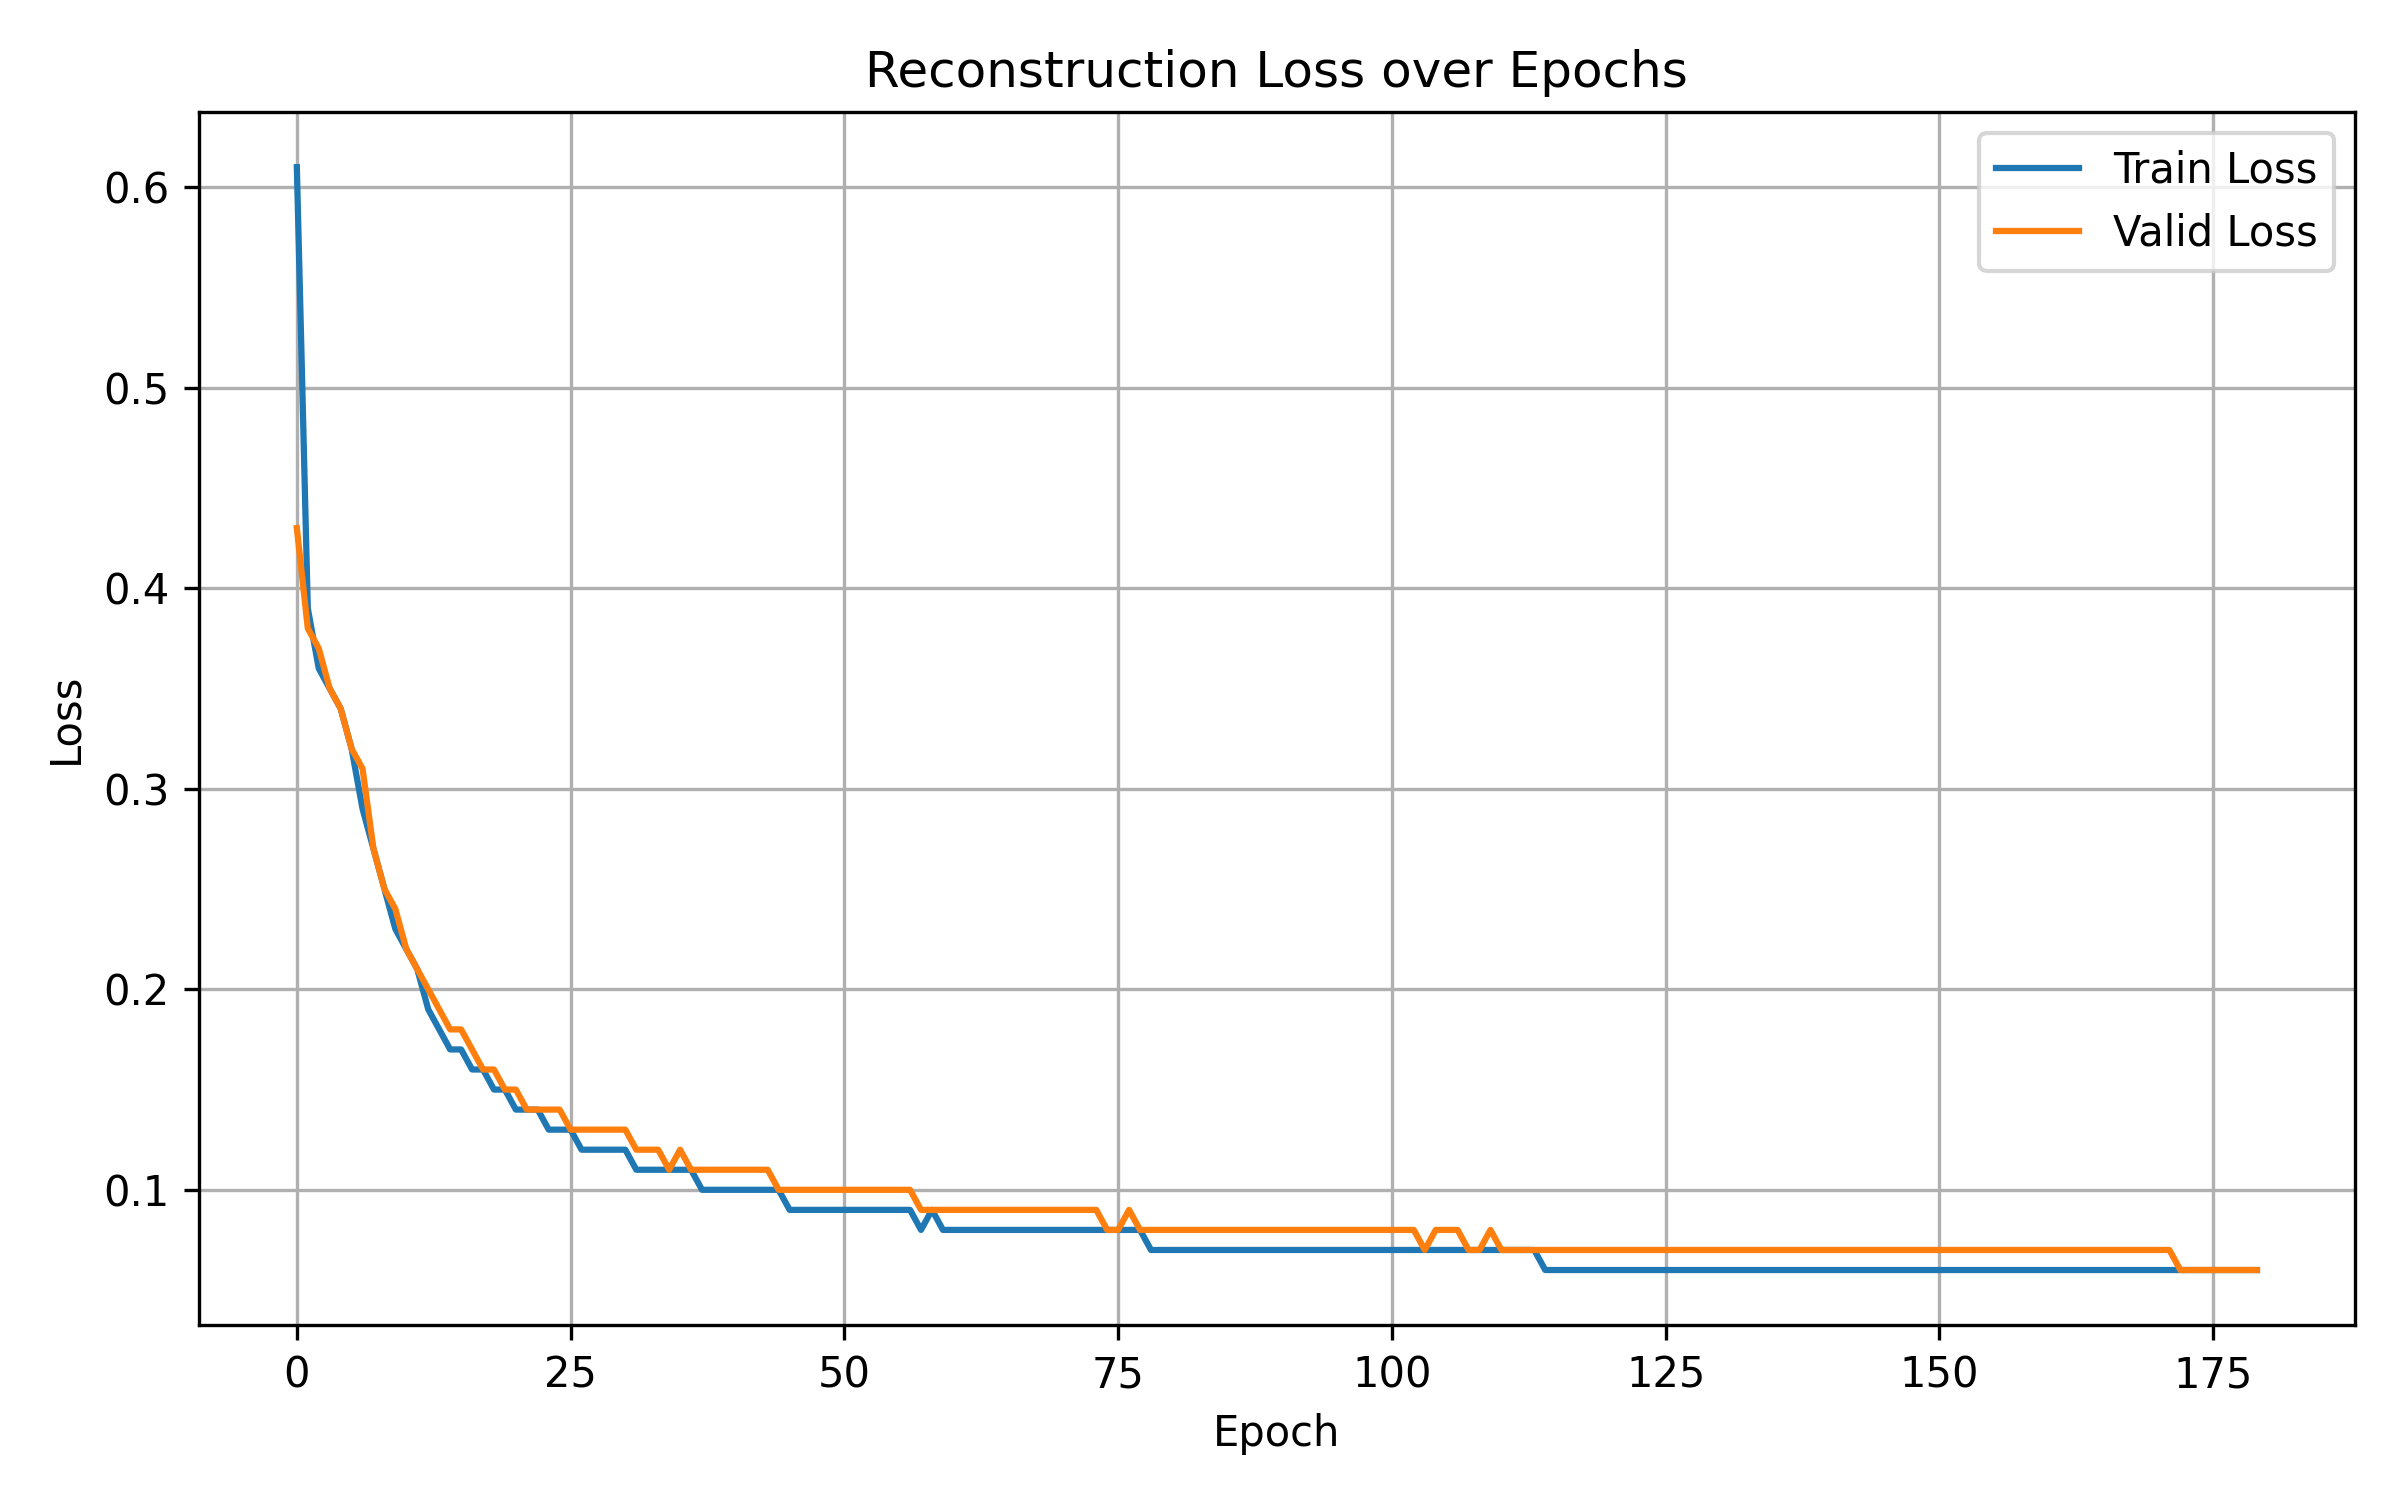 Reconstruction Loss over Epochs
Train Loss
Valid Loss
0.6
0.5
0.4
0.3
0.2
0.1
Loss
0 25 50 75 100 125 150 175
Epoch